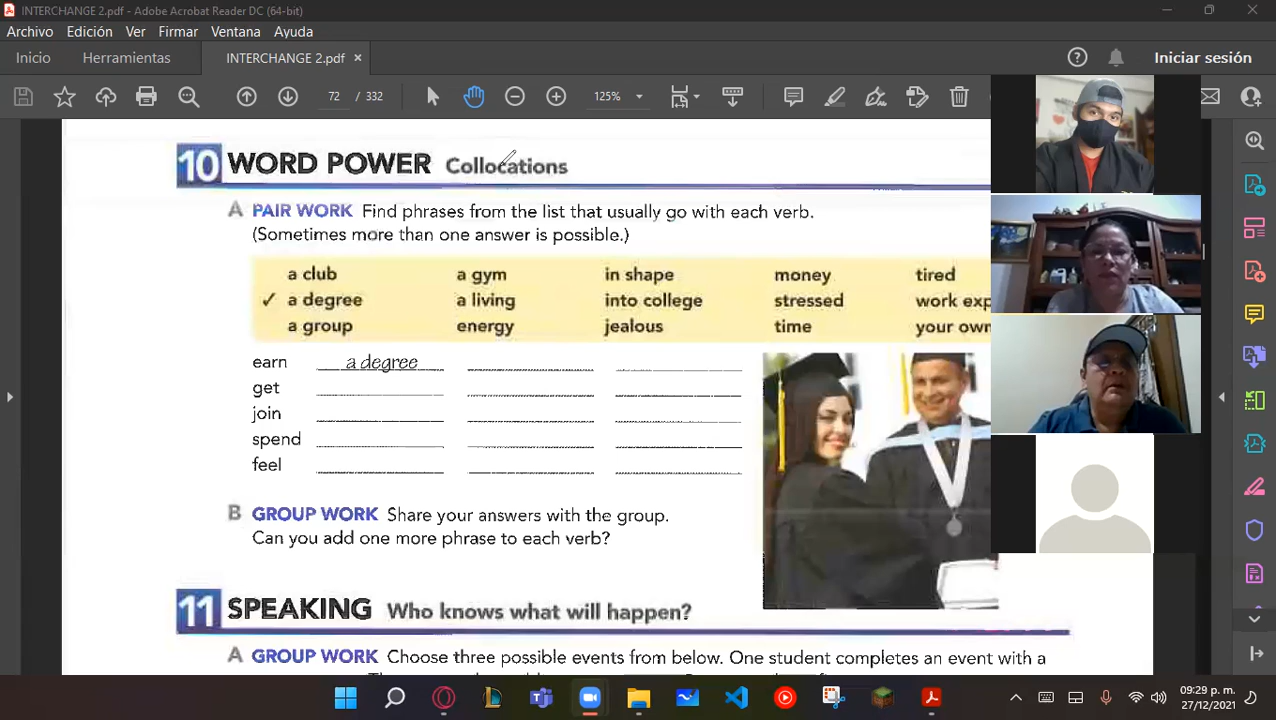 INTERCHANGE 2.pdf - Adobe Acrobat Reader DC (64-bit)
Archivo Edición Ver Firmar Ventana Ayuda
Inicio Herramientas INTERCHANGE 2.pdf × Iniciar sesión
72 / 332 125%
10 WORD POWER Collocations
A PAIR WORK Find phrases from the list that usually go with each verb.
(Sometimes more than one answer is possible.)
a club a gym in shape money tired
✓ a degree a living into college stressed work exp
a group energy jealous time your own
earn a degree
get
join
spend
feel
B GROUP WORK Share your answers with the group.
Can you add one more phrase to each verb?
11 SPEAKING Who knows what will happen?
A GROUP WORK Choose three possible events from below. One student completes an event with a
09:29 p. m.
27/12/2021